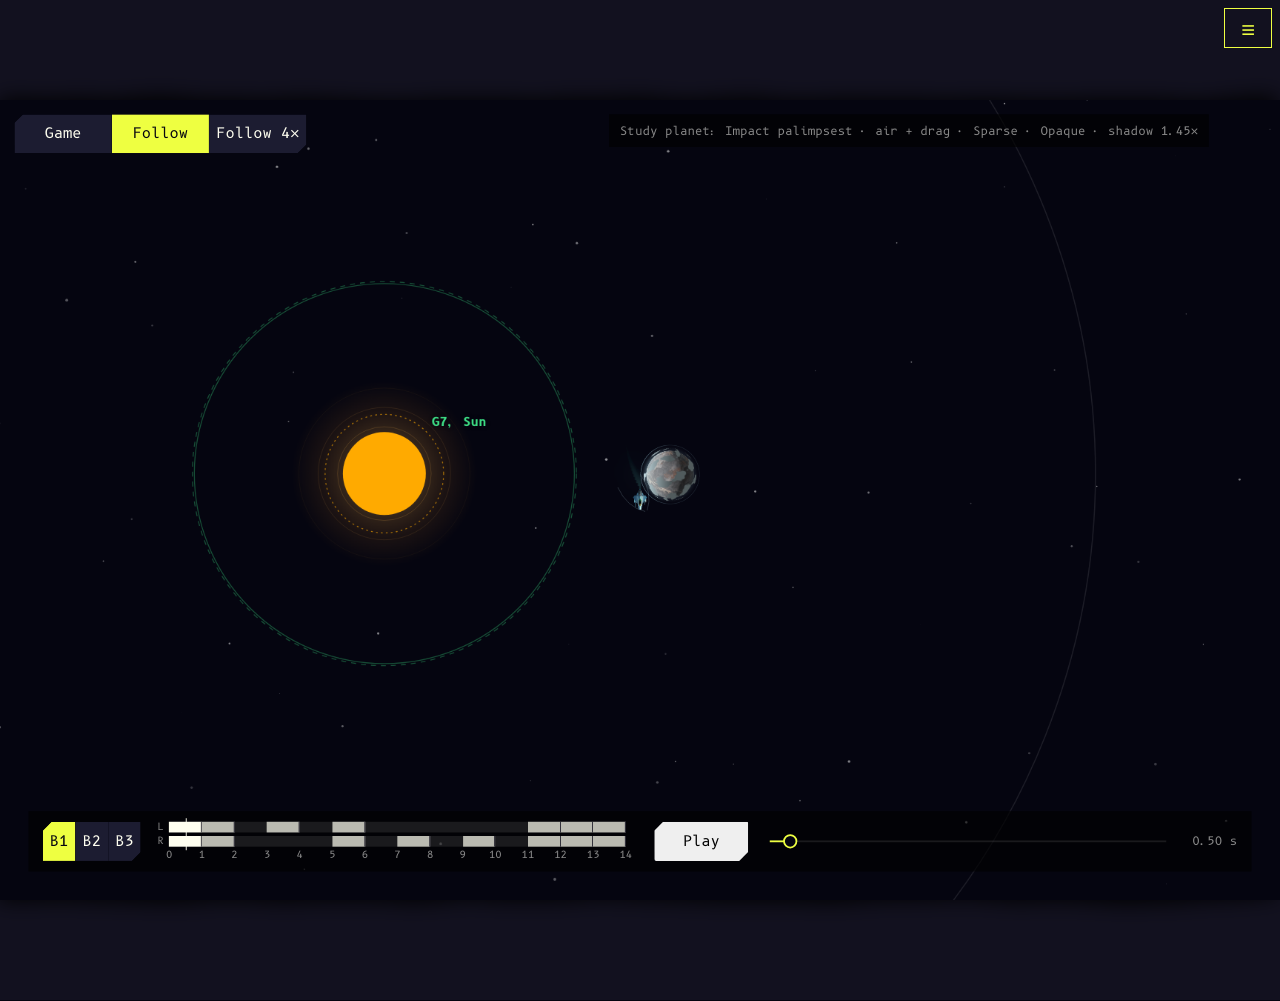 ≡
Game Follow Follow 4×
Study planet: Impact palimpsest · air + drag · Sparse · Opaque · shadow 1.45×
G7, Sun
B1 B2 B3
L
R
0 1 2 3 4 5 6 7 8 9 10 11 12 13 14
Play
0.50 s